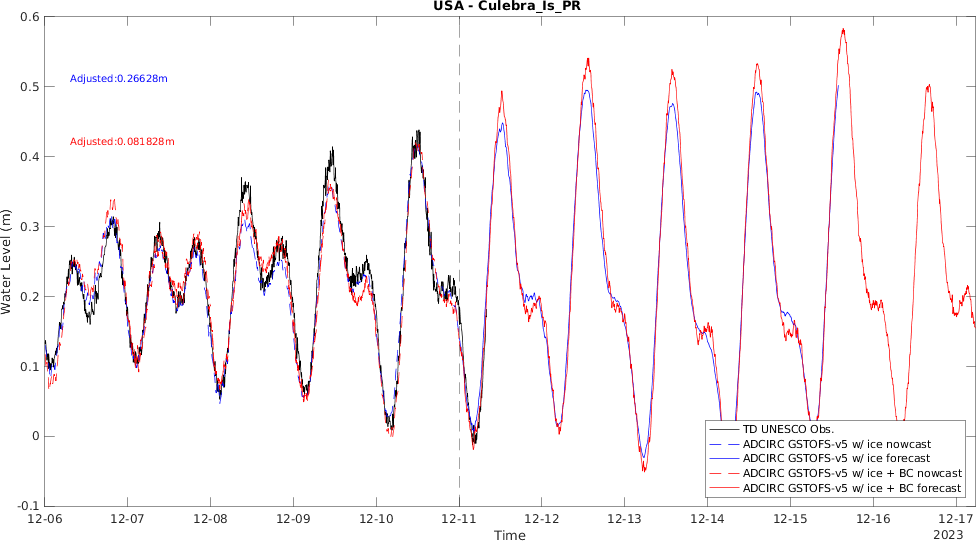 USA - Culebra_Is_PR
0.6
0.5
0.4
0.3
0.2
0.1
0
-0.1
Water Level (m)
Adjusted:0.26628m
Adjusted:0.081828m
TD UNESCO Obs.
ADCIRC GSTOFS-v5 w/ ice nowcast
ADCIRC GSTOFS-v5 w/ ice forecast
ADCIRC GSTOFS-v5 w/ ice + BC nowcast
ADCIRC GSTOFS-v5 w/ ice + BC forecast
12-06 12-07 12-08 12-09 12-10 12-11 12-12 12-13 12-14 12-15 12-16 12-17
Time 2023